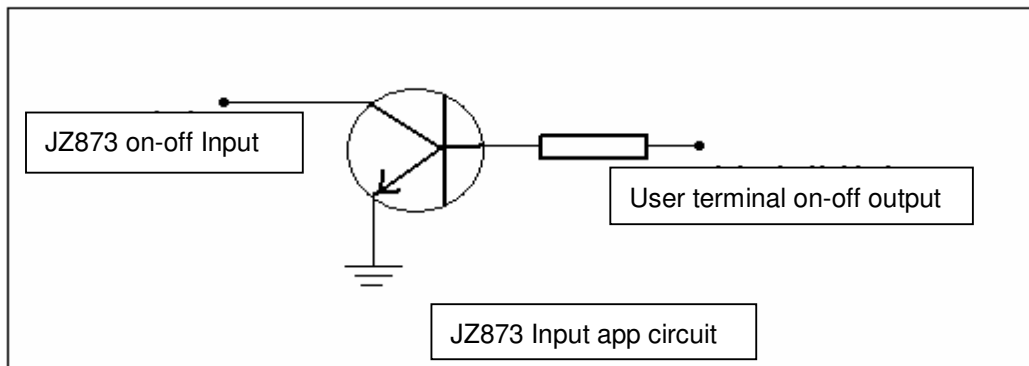 JZ873 on-off Input
User terminal on-off output
JZ873 Input app circuit